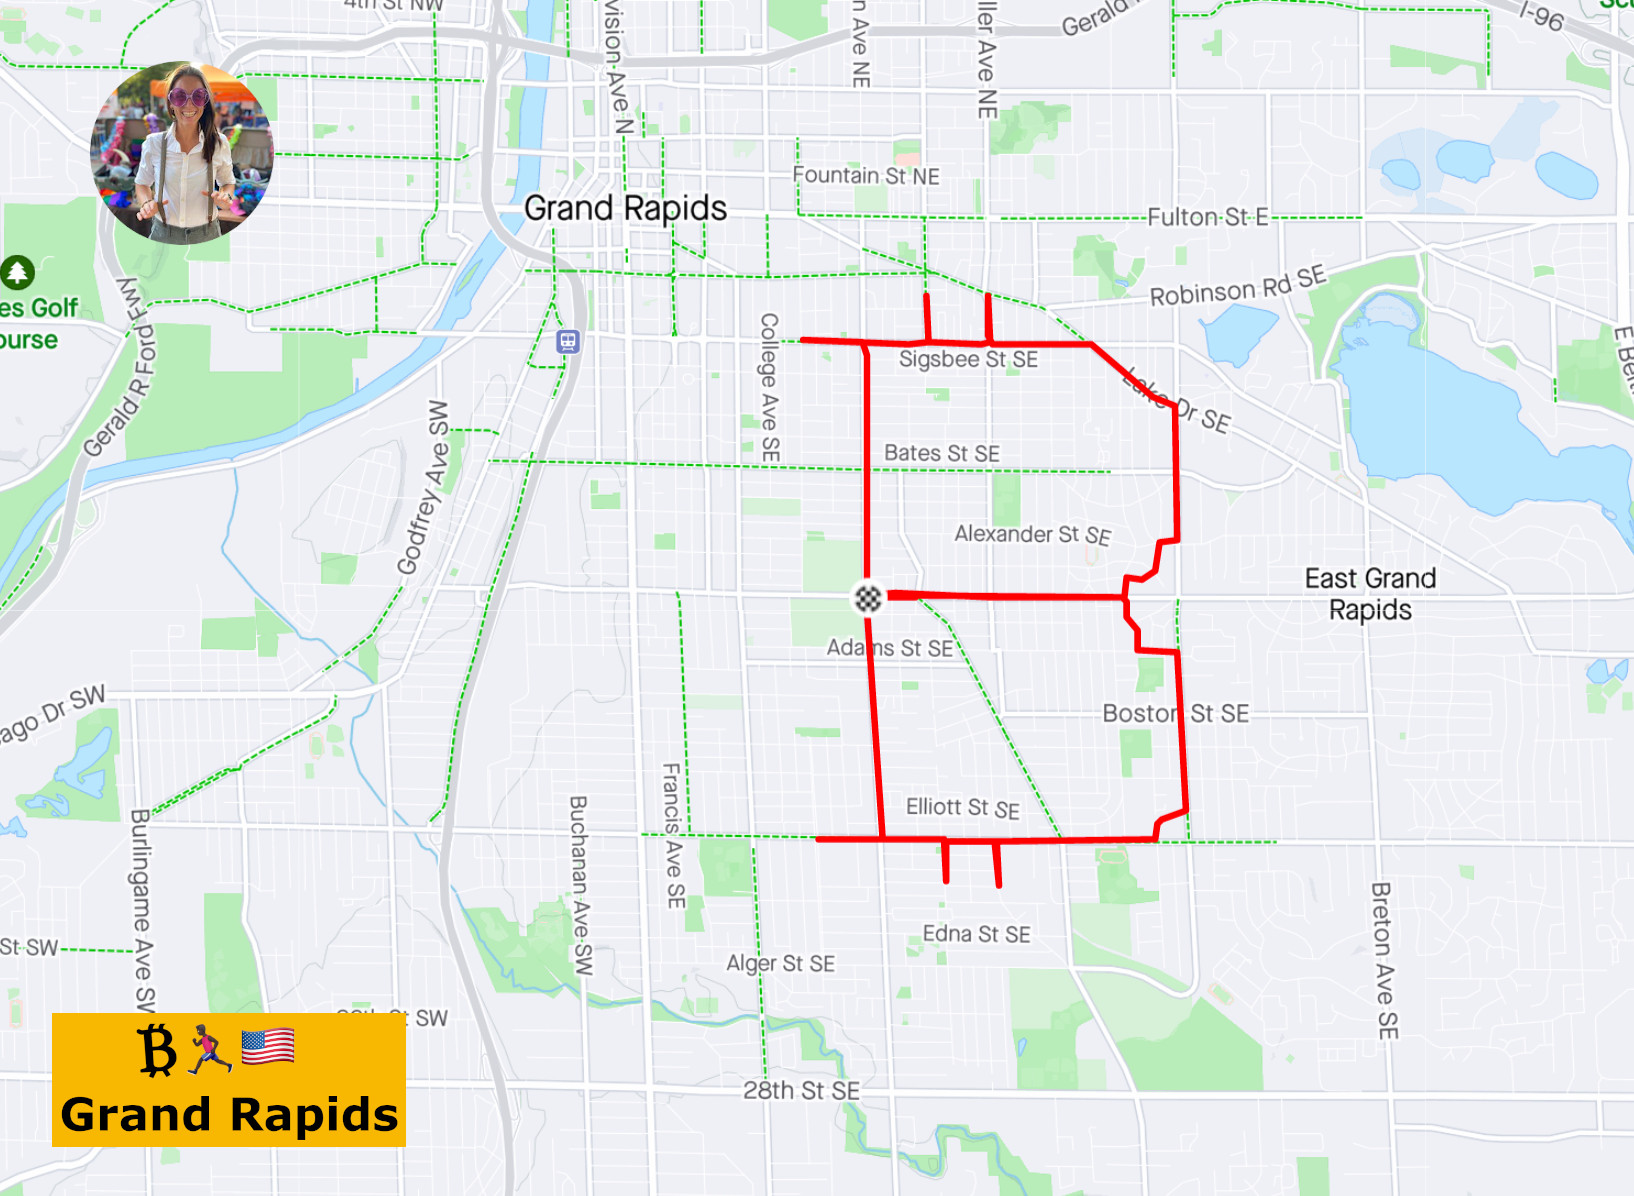 4th St NW
vision Ave N
n Ave NE
ller Ave NE
Gerald
I-96
Fountain St NE
Grand Rapids
Fulton St E
es Golf
ourse
Gerald R Ford Fwy
Robinson Rd SE
E Belt
College Ave SE
Sigsbee St SE
Lake Dr SE
Godfrey Ave SW
Bates St SE
Alexander St SE
East Grand
Rapids
Adams St SE
ago Dr SW
Boston St SE
Francis Ave SE
Buchanan Ave SW
Burlingame Ave SW
Elliott St SE
Breton Ave SE
St SW
Edna St SE
Alger St SE
St SW
28th St SE
₿🏃🏿🇺🇸
Grand Rapids